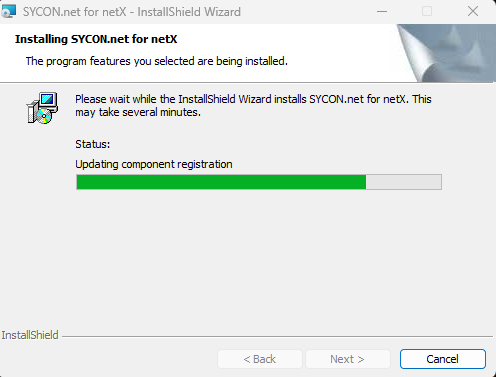 SYCON.net for netX - InstallShield Wizard
Installing SYCON.net for netX
The program features you selected are being installed.
Please wait while the InstallShield Wizard installs SYCON.net for netX. This
may take several minutes.
Status:
Updating component registration
InstallShield
< Back
Next >
Cancel